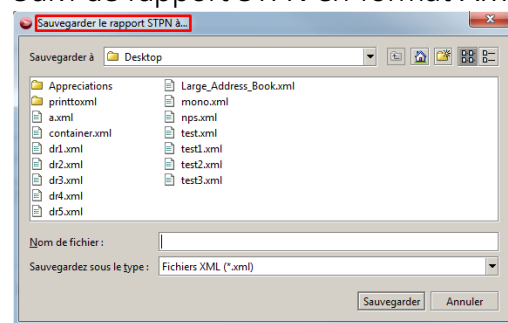 Sauvegarder le rapport STPN à...
Sauvegarder à Desktop
Appreciations
printtoxml
a.xml
container.xml
dr1.xml
dr2.xml
dr3.xml
dr4.xml
dr5.xml
Large_Address_Book.xml
mono.xml
nps.xml
test.xml
test1.xml
test2.xml
test3.xml
Nom de fichier :
Sauvegardez sous le type : Fichiers XML (*.xml)
Sauvegarder Annuler